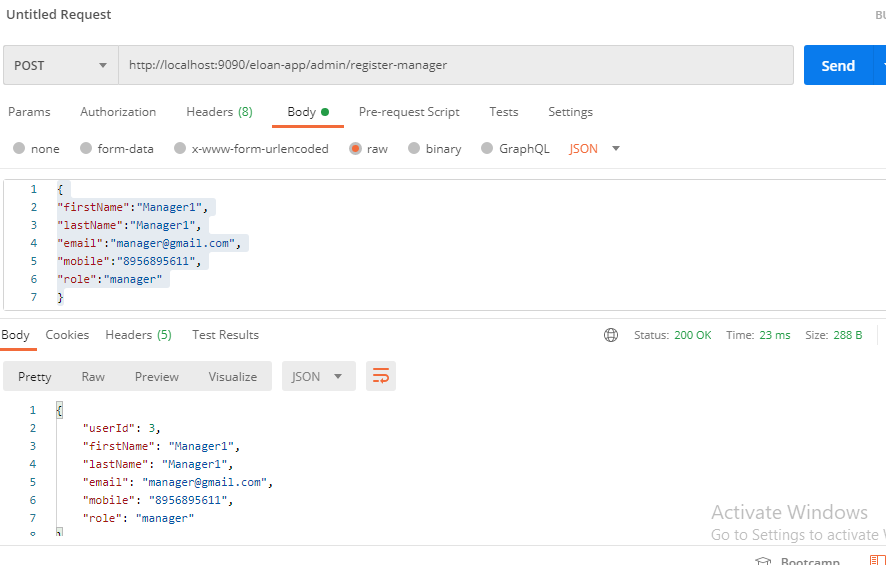 Untitled Request BU
POST http://localhost:9090/eloan-app/admin/register-manager Send
Params Authorization Headers (8) Body Pre-request Script Tests Settings
none form-data x-www-form-urlencoded raw binary GraphQL JSON
1 {
2 "firstName":"Manager1",
3 "lastName":"Manager1",
4 "email":"manager@gmail.com",
5 "mobile":"8956895611",
6 "role":"manager"
7 }
Body Cookies Headers (5) Test Results Status: 200 OK Time: 23 ms Size: 288 B
Pretty Raw Preview Visualize JSON
1 {
2 "userId": 3,
3 "firstName": "Manager1",
4 "lastName": "Manager1",
5 "email": "manager@gmail.com",
6 "mobile": "8956895611",
7 "role": "manager"
8 }
Activate Windows
Go to Settings to activate W
Bootcamp